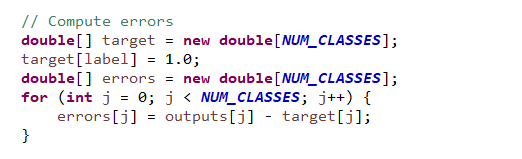 // Compute errors
double[] target = new double[NUM_CLASSES];
target[label] = 1.0;
double[] errors = new double[NUM_CLASSES];
for (int j = 0; j < NUM_CLASSES; j++) {
    errors[j] = outputs[j] - target[j];
}